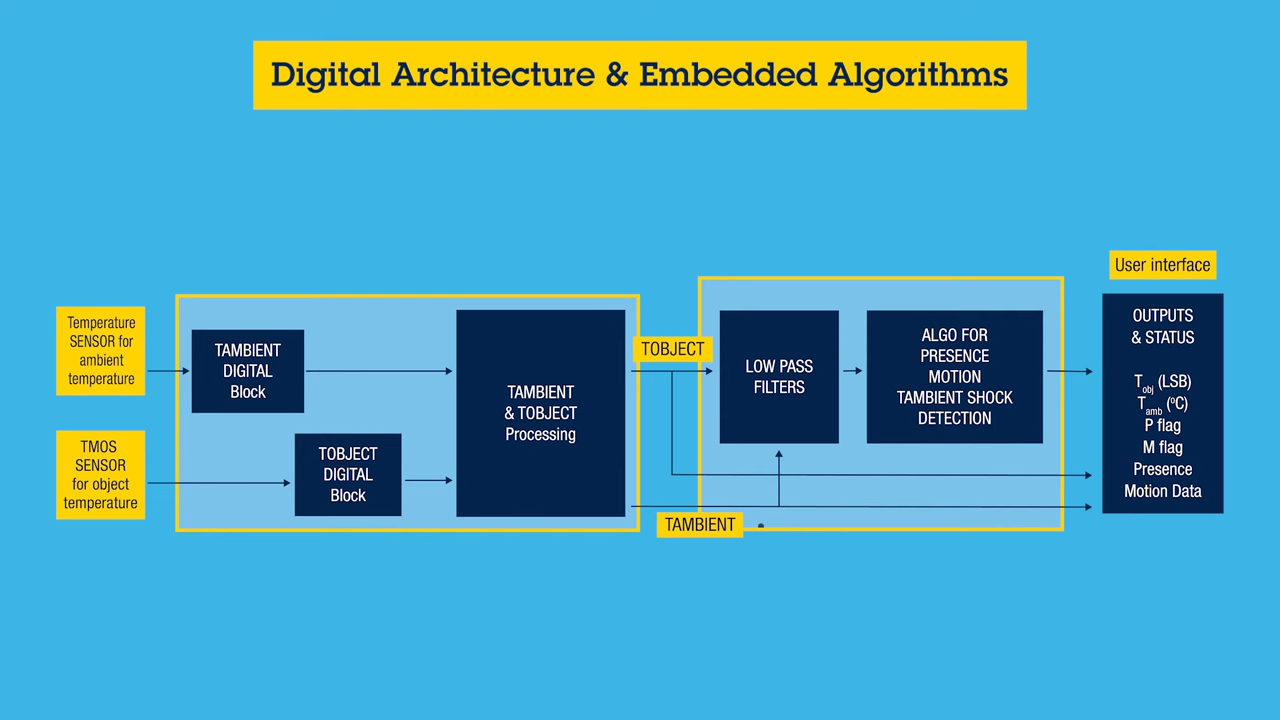 Digital Architecture & Embedded Algorithms
Temperature
SENSOR for
ambient
temperature
TMOS
SENSOR
for object
temperature
TAMBIENT
DIGITAL
Block
TOBJECT
DIGITAL
Block
TAMBIENT
& TOBJECT
Processing
TOBJECT
TAMBIENT
LOW PASS
FILTERS
ALGO FOR
PRESENCE
MOTION
TAMBIENT SHOCK
DETECTION
User interface
OUTPUTS
& STATUS
Tobj (LSB)
Tamb (ºC)
P flag
M flag
Presence
Motion Data